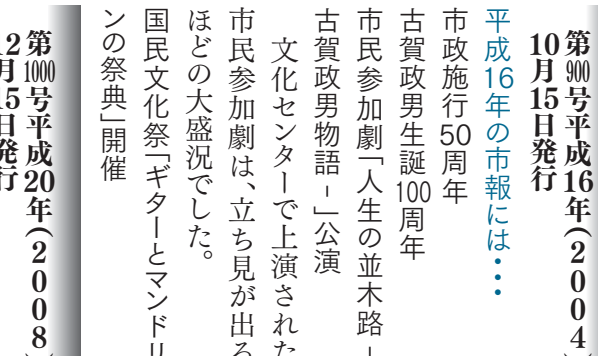 第900号平成16年(2004
10月15日発行
平成16年の市報には・・・
市政施行50周年
古賀政男生誕100周年
市民参加劇「人生の並木路-
古賀政男物語-」公演
文化センターで上演された
市民参加劇は、立ち見が出る
ほどの大盛況でした。
国民文化祭「ギターとマンドリ
ンの祭典」開催
第1000号平成20年(2008
12月15日発行